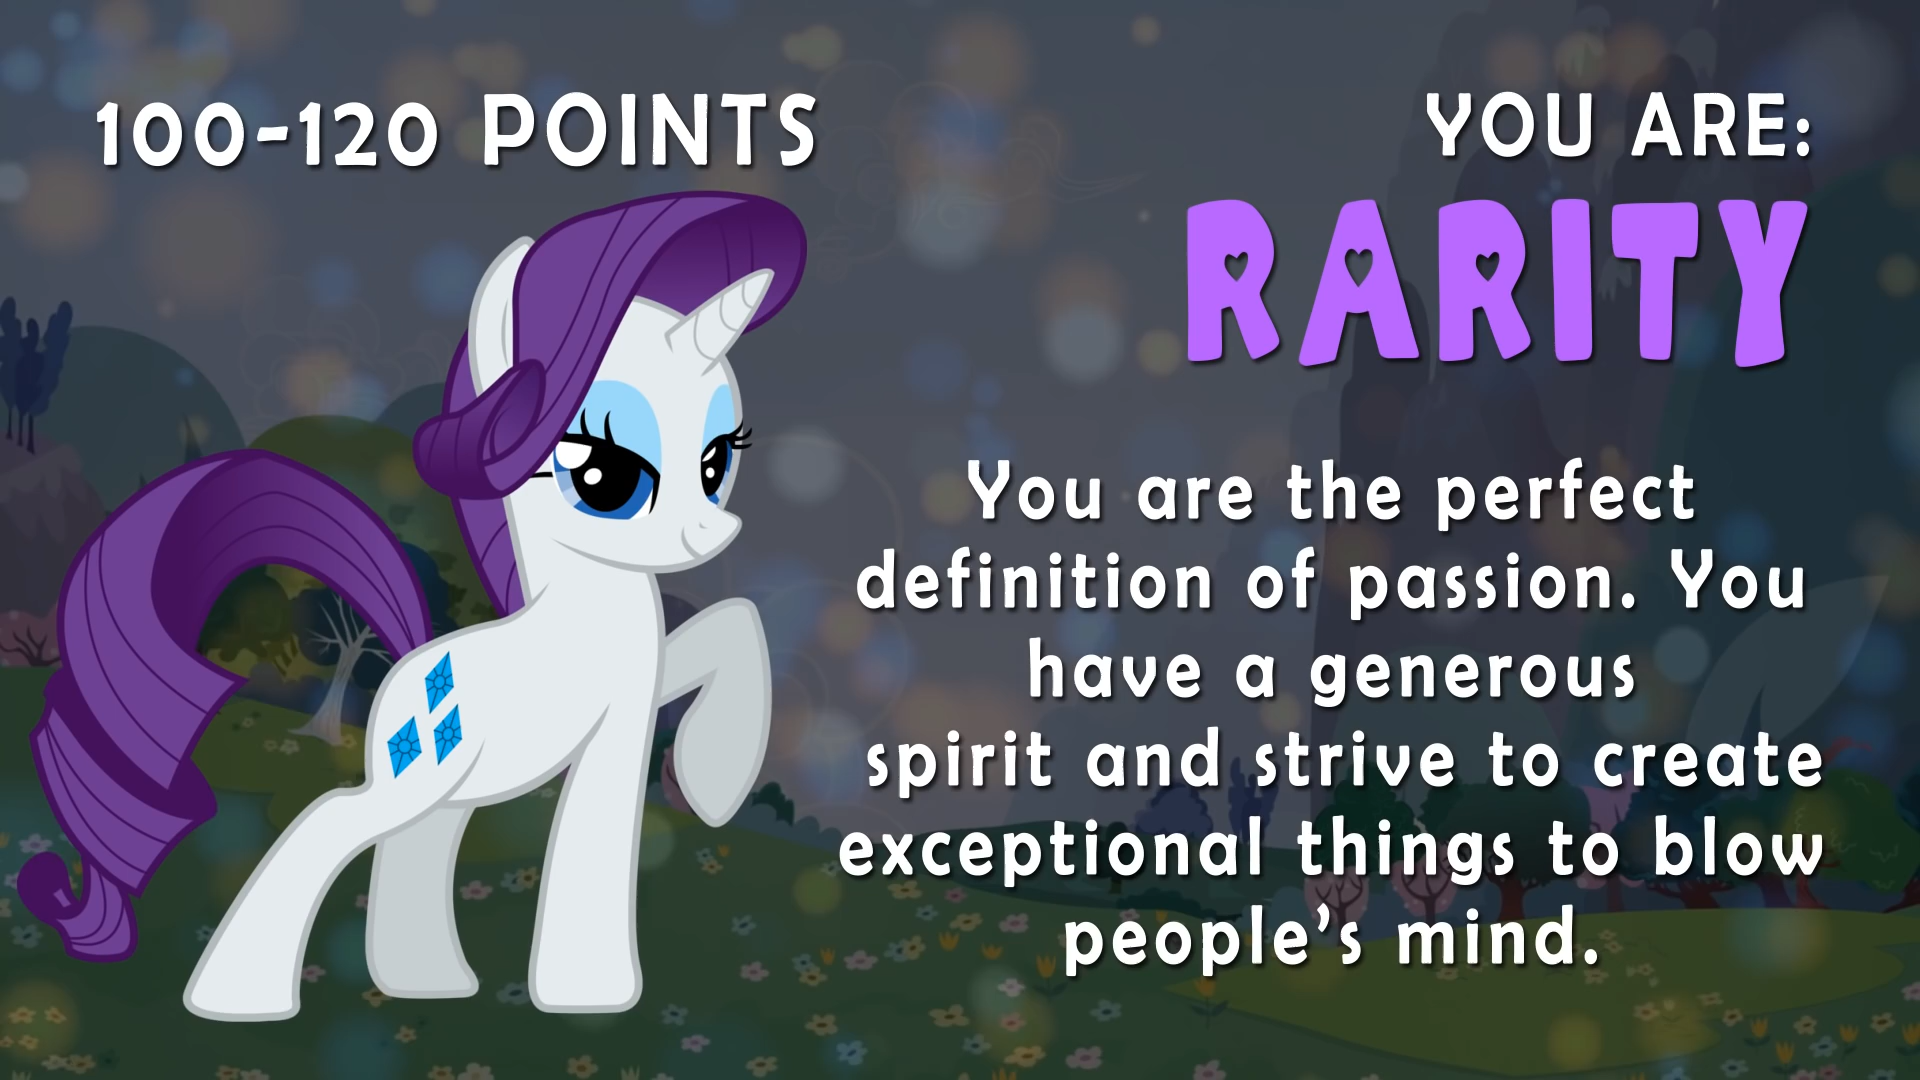 100-120 POINTS
YOU ARE:
RARITY
You are the perfect
definition of passion. You
have a generous
spirit and strive to create
exceptional things to blow
people’s mind.